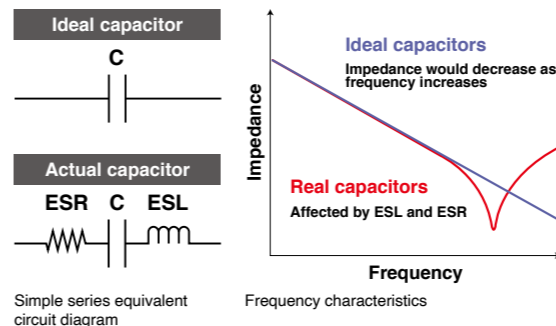 Ideal capacitor
C
Actual capacitor
ESR C ESL
Simple series equivalent
circuit diagram
Impedance
Ideal capacitors
Impedance would decrease as
frequency increases
Real capacitors
Affected by ESL and ESR
Frequency
Frequency characteristics